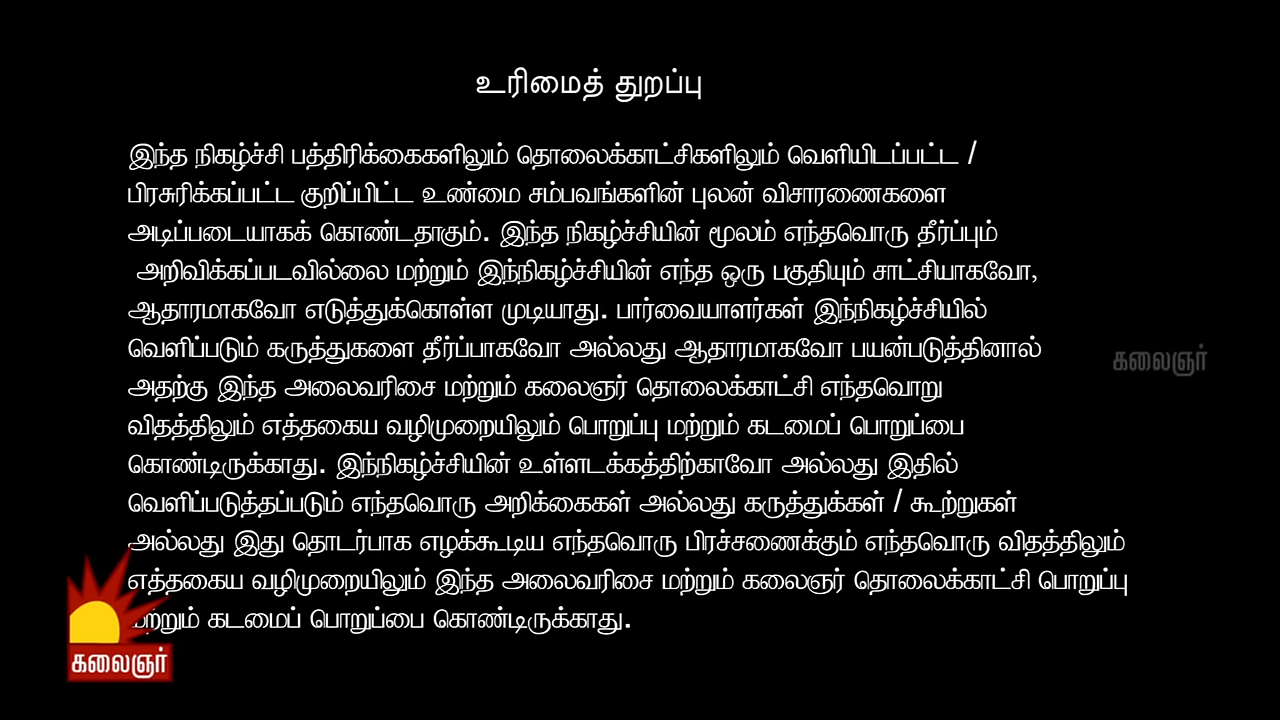 உரிமைத் துறப்பு
இந்த நிகழ்ச்சி பத்திரிக்கைகளிலும் தொலைக்காட்சிகளிலும் வெளியிடப்பட்ட /
பிரசுரிக்கப்பட்ட குறிப்பிட்ட உண்மை சம்பவங்களின் புலன் விசாரணைகளை
அடிப்படையாகக் கொண்டதாகும். இந்த நிகழ்ச்சியின் மூலம் எந்தவொரு தீர்ப்பும்
அறிவிக்கப்படவில்லை மற்றும் இந்நிகழ்ச்சியின் எந்த ஒரு பகுதியும் சாட்சியாகவோ,
ஆதாரமாகவோ எடுத்துக்கொள்ள முடியாது. பார்வையாளர்கள் இந்நிகழ்ச்சியில்
வெளிப்படும் கருத்துகளை தீர்ப்பாகவோ அல்லது ஆதாரமாகவோ பயன்படுத்தினால்
கலைஞர்
அதற்கு இந்த அலைவரிசை மற்றும் கலைஞர் தொலைக்காட்சி எந்தவொறு
விதத்திலும் எத்தகைய வழிமுறையிலும் பொறுப்பு மற்றும் கடமைப் பொறுப்பை
கொண்டிருக்காது. இந்நிகழ்ச்சியின் உள்ளடக்கத்திற்காவோ அல்லது இதில்
வெளிப்படுத்தப்படும் எந்தவொரு அறிக்கைகள் அல்லது கருத்துக்கள் / கூற்றுகள்
அல்லது இது தொடர்பாக எழக்கூடிய எந்தவொரு பிரச்சணைக்கும் எந்தவொரு விதத்திலும்
எத்தகைய வழிமுறையிலும் இந்த அலைவரிசை மற்றும் கலைஞர் தொலைக்காட்சி பொறுப்பு
மற்றும் கடமைப் பொறுப்பை கொண்டிருக்காது.
கலைஞர்